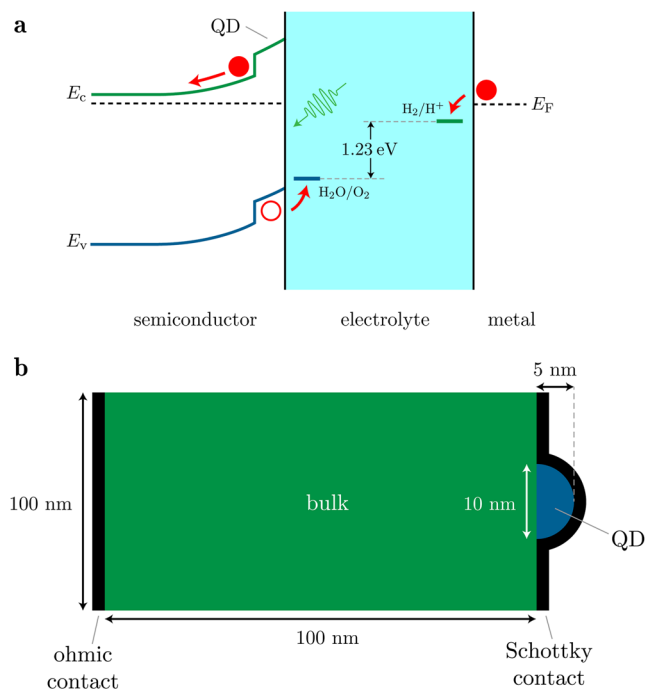 a
QD
E_c
H₂/H⁺
E_F
1.23 eV
H₂O/O₂
E_v
semiconductor electrolyte metal
b
5 nm
100 nm
bulk
10 nm
QD
100 nm
ohmic
contact
Schottky
contact